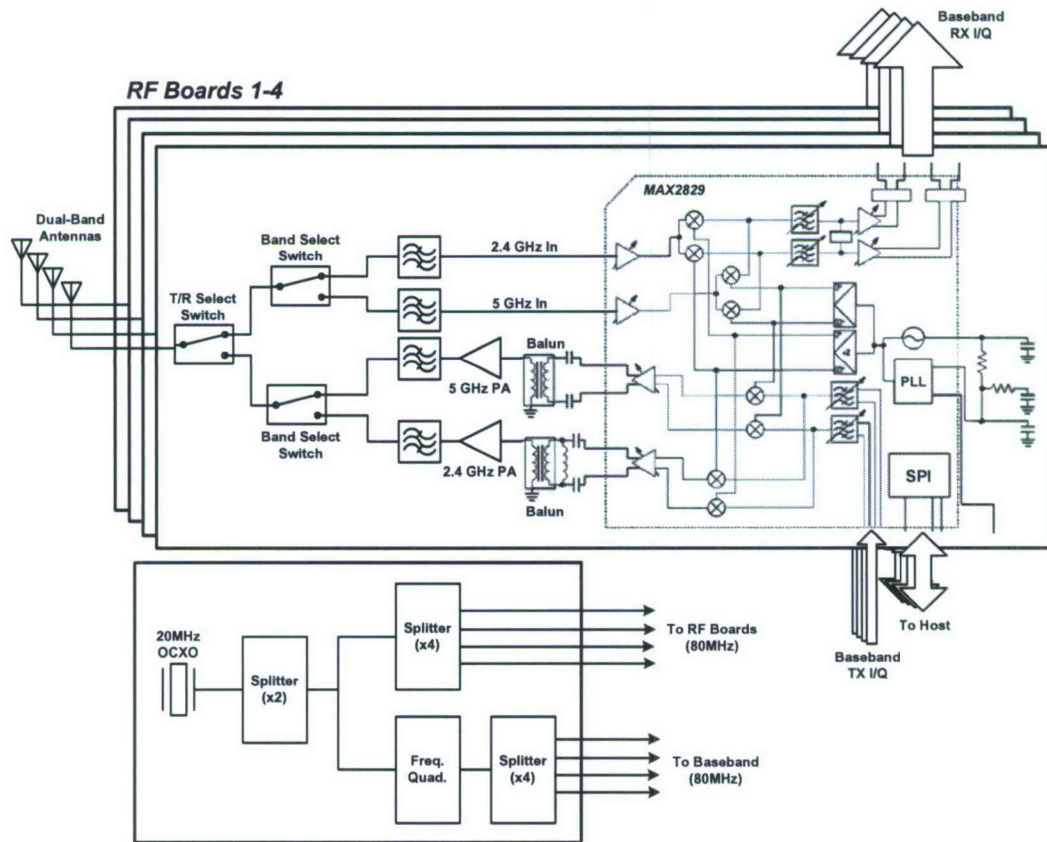 Baseband
RX I/Q
RF Boards 1-4
MAX2829
Dual-Band
Antennas
Band Select
Switch
2.4 GHz In
T/R Select
Switch
5 GHz In
Balun
5 GHz PA
PLL
Band Select
Switch
2.4 GHz PA
Balun
SPI
20MHz
OCXO
Splitter
(x2)
Splitter
(x4)
To RF Boards
(80MHz)
Baseband
TX I/Q
To Host
Freq.
Quad.
Splitter
(x4)
To Baseband
(80MHz)